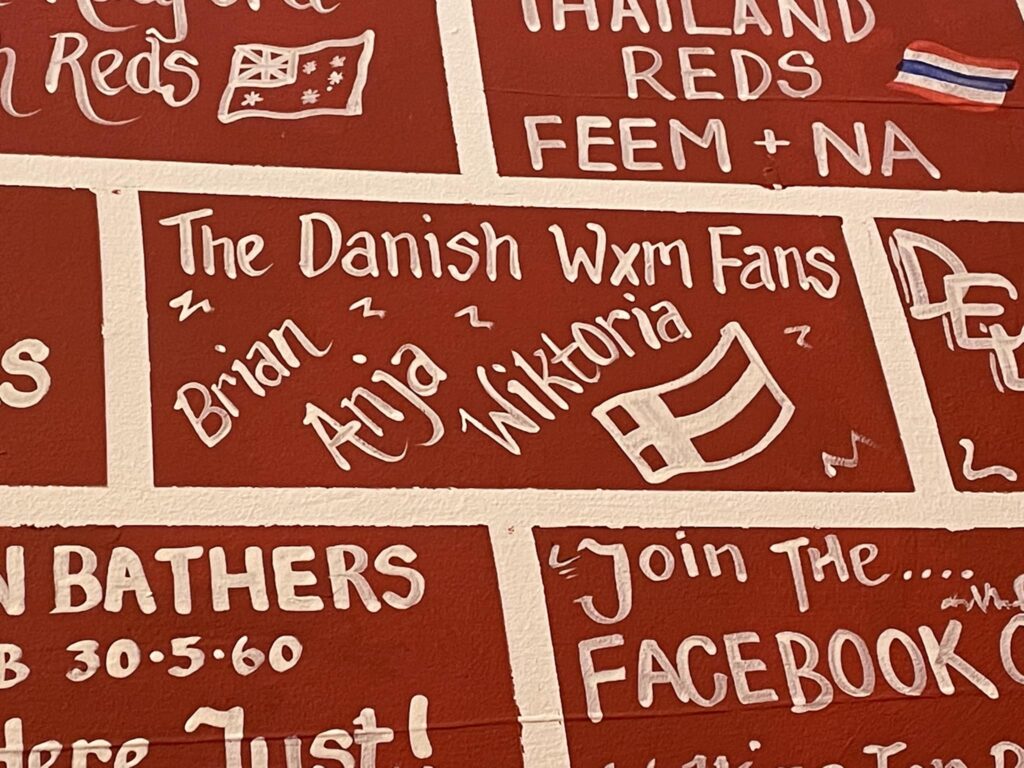 Reds
THAILAND
REDS
FEEM + NA
The Danish Wxm Fans
Brian Anja Wiktoria
BATHERS
30·5·60
Just!
Join THe....
FACEBOOK